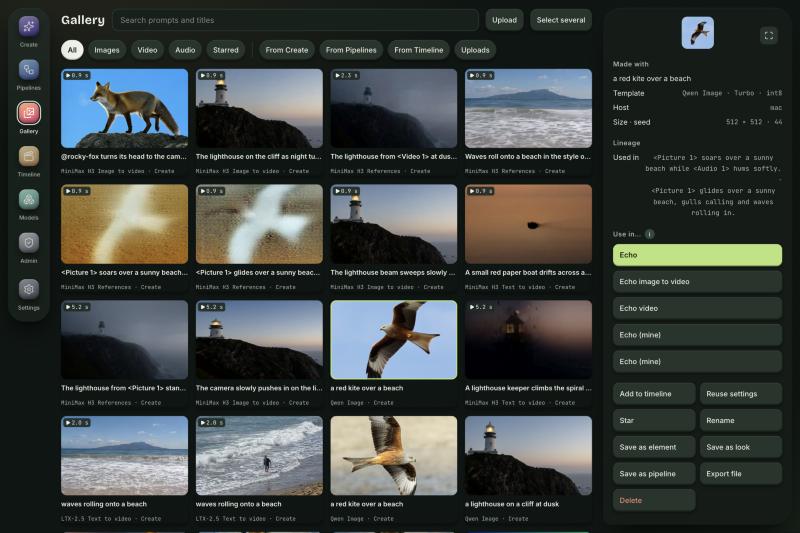 Gallery
Search prompts and titles
Upload
Select several
All
Images
Video
Audio
Starred
From Create
From Pipelines
From Timeline
Uploads
Create
Pipelines
Gallery
Timeline
Models
Admin
Settings
0.9 s
0.9 s
2.3 s
0.9 s
@rocky-fox turns its head to the cam...
The lighthouse on the cliff as night tu...
The lighthouse from <Video 1> at dus...
Waves roll onto a beach in the style o...
MiniMax H3 Image to video · Create
MiniMax H3 Image to video · Create
MiniMax H3 References · Create
MiniMax H3 References · Create
0.9 s
0.9 s
0.9 s
0.9 s
<Picture 1> soars over a sunny beach...
<Picture 1> glides over a sunny beac...
The lighthouse beam sweeps slowly ...
A small red paper boat drifts across a...
MiniMax H3 References · Create
MiniMax H3 References · Create
MiniMax H3 Image to video · Create
MiniMax H3 Text to video · Create
5.2 s
5.2 s
5.2 s
The lighthouse from <Picture 1> stan...
The camera slowly pushes in on the li...
a red kite over a beach
A lighthouse keeper climbs the spiral ...
MiniMax H3 References · Create
MiniMax H3 Image to video · Create
Qwen Image · Create
MiniMax H3 Text to video · Create
2.0 s
2.0 s
waves rolling onto a beach
waves rolling onto a beach
a red kite over a beach
a lighthouse on a cliff at dusk
LTX-2.5 Text to video · Create
LTX-2.5 Text to video · Create
Qwen Image · Create
Qwen Image · Create
Made with
a red kite over a beach
Template Qwen Image · Turbo · int8
Host mac
Size · seed 512 × 512 · 44
Lineage
Used in <Picture 1> soars over a sunny
beach while <Audio 1> hums softly.
·
<Picture 1> glides over a sunny
beach, gulls calling and waves
rolling in.
Use in... i
Echo
Echo image to video
Echo video
Echo (mine)
Echo (mine)
Add to timeline
Reuse settings
Star
Rename
Save as element
Save as look
Save as pipeline
Export file
Delete